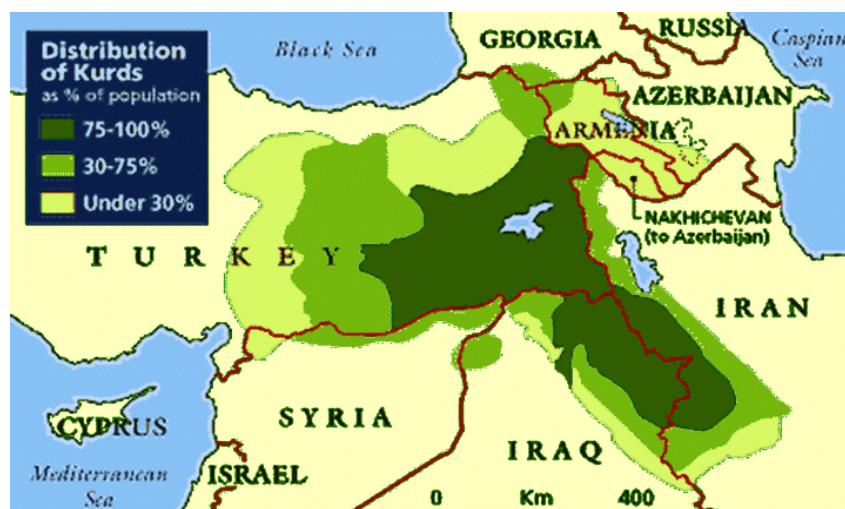 Distribution
of Kurds
as % of population
75-100%
30-75%
Under 30%
Black Sea
GEORGIA
RUSSIA
Caspian
Sea
AZERBAIJAN
ARMENIA
?
NAKHICHEVAN
(to Azerbaijan)
TURKEY
IRAN
CYPRUS
SYRIA
IRAQ
ISRAEL
Mediterranean
Sea
0 Km 400